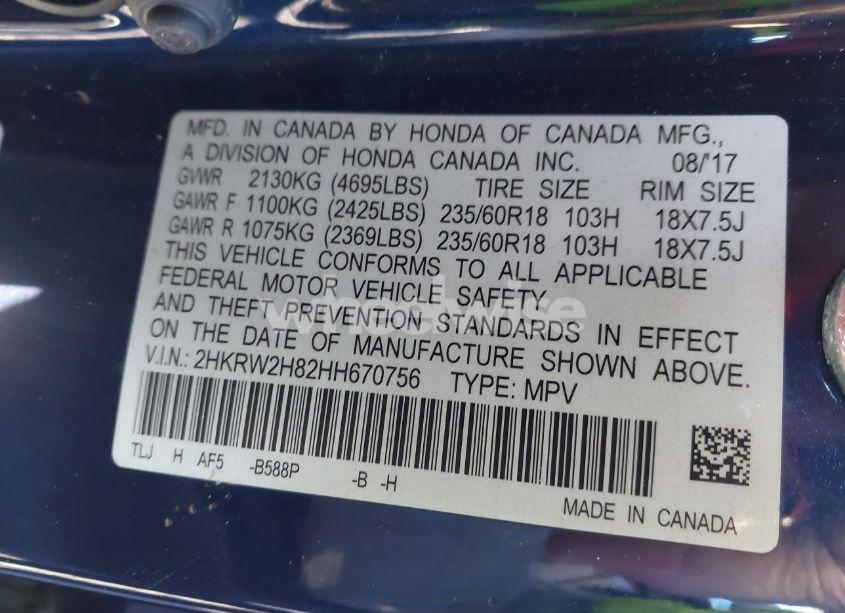 MFD. IN CANADA BY HONDA OF CANADA MFG.,
A DIVISION OF HONDA CANADA INC. 08/'17
GVWR 2130KG (4695LBS) TIRE SIZE RIM SIZE
GAWR F 1100KG (2425LBS) 235/60R18 103H 18X7.5J
GAWR R 1075KG (2369LBS) 235/60R18 103H 18X7.5J
THIS VEHICLE CONFORMS TO ALL APPLICABLE
FEDERAL MOTOR VEHICLE SAFETY
AND THEFT PREVENTION STANDARDS IN EFFECT
ON THE DATE OF MANUFACTURE SHOWN ABOVE.
V.I.N.: 2HKRW2H82HH670756 TYPE: MPV
TLJ H AF5 -B588P -B -H
MADE IN CANADA
wheelwise